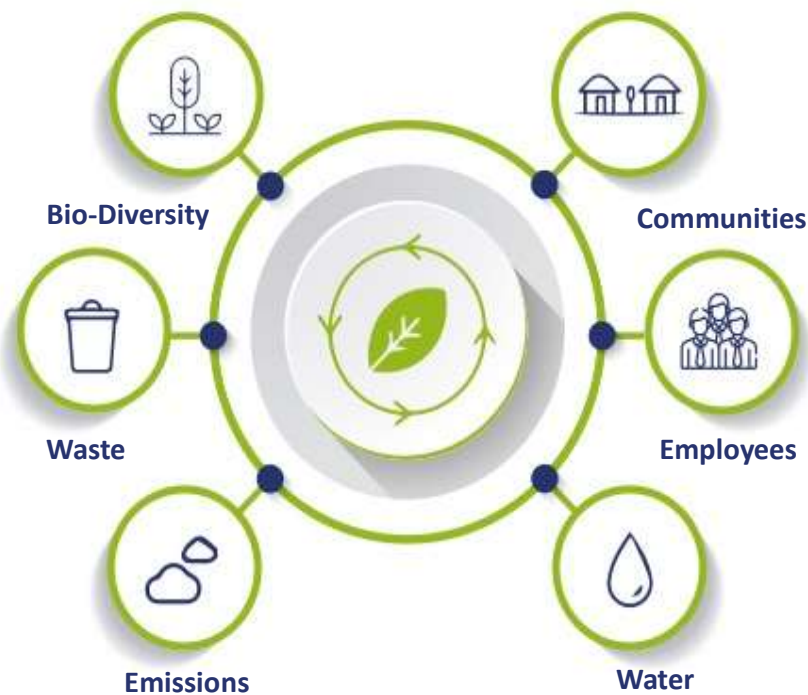 Bio-Diversity
Communities
Waste
Employees
Emissions
Water